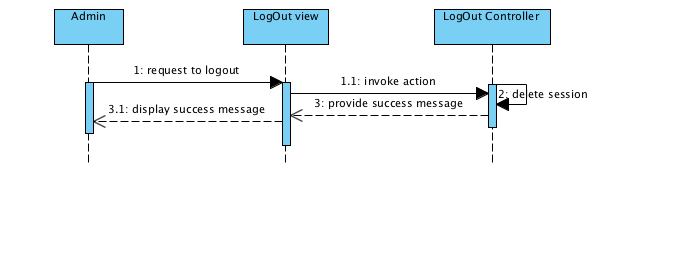 Admin
LogOut view
LogOut Controller
1: request to logout
1.1: invoke action
2: delete session
3: provide success message
3.1: display success message